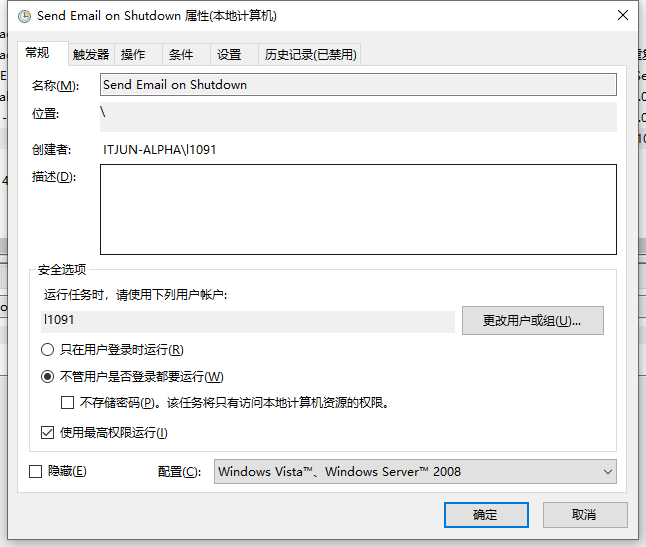 Send Email on Shutdown 属性(本地计算机)
常规 触发器 操作 条件 设置 历史记录(已禁用)
名称(M): Send Email on Shutdown
位置: \
创建者: ITJUN-ALPHA\l1091
描述(D):
安全选项
运行任务时，请使用下列用户帐户:
l1091 更改用户或组(U)...
只在用户登录时运行(R)
不管用户是否登录都要运行(W)
不存储密码(P)。该任务将只有访问本地计算机资源的权限。
使用最高权限运行(I)
隐藏(E) 配置(C): Windows Vista™、Windows Server™ 2008
确定 取消